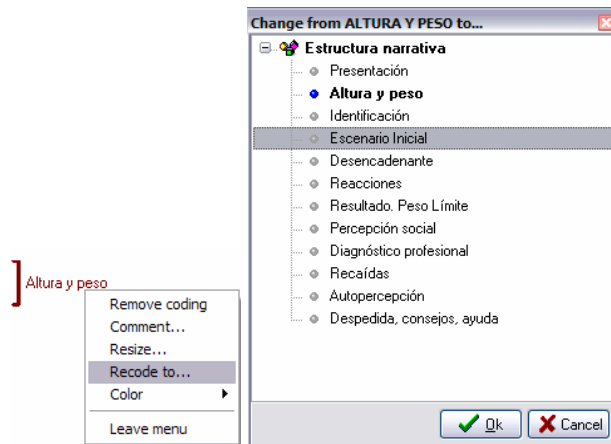 Change from ALTURA Y PESO to...
Estructura narrativa
Presentación
Altura y peso
Identificación
Escenario Inicial
Desencadenante
Reacciones
Resultado. Peso Límite
Percepción social
Diagnóstico profesional
Recaídas
Autopercepción
Despedida, consejos, ayuda
Ok Cancel
Altura y peso
Remove coding
Comment...
Resize...
Recode to...
Color
Leave menu